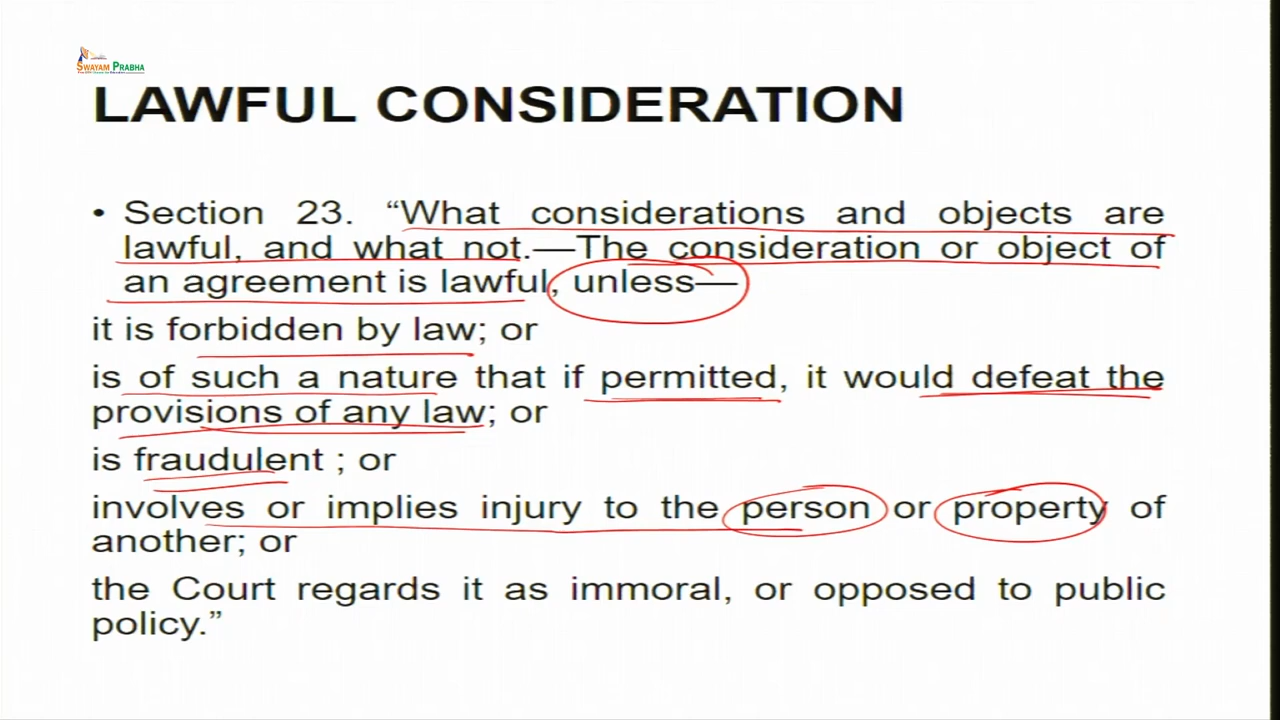 SWAYAM PRABHA
LAWFUL CONSIDERATION
• Section 23. “What considerations and objects are
lawful, and what not.—The consideration or object of
an agreement is lawful, unless—
it is forbidden by law; or
is of such a nature that if permitted, it would defeat the
provisions of any law; or
is fraudulent ; or
involves or implies injury to the person or property of
another; or
the Court regards it as immoral, or opposed to public
policy.”